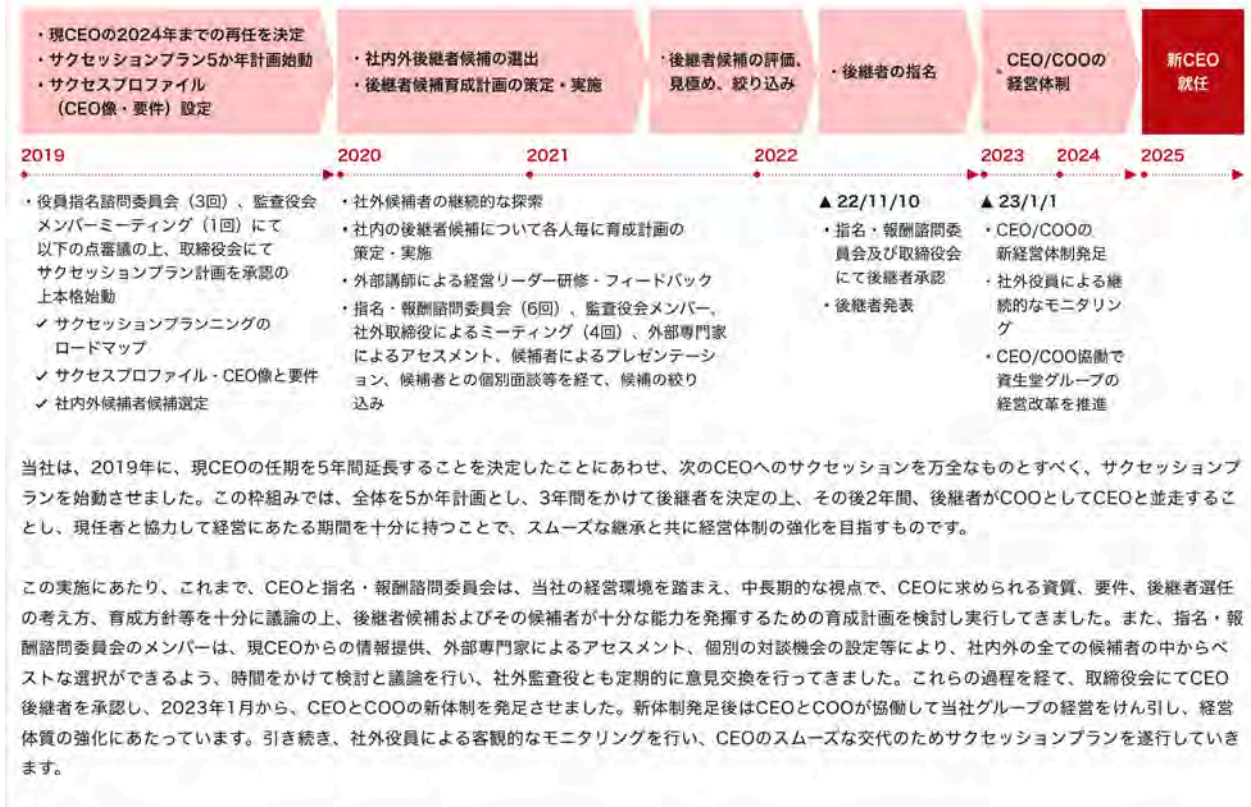 ・現CEOの2024年までの再任を決定
・サクセッションプラン5か年計画始動
・サクセスプロファイル
（CEO像・要件）設定
・社内外後継者候補の選出
・後継者候補育成計画の策定・実施
・後継者候補の評価、
見極め、絞り込み
・後継者の指名
・CEO/COOの
経営体制
新CEO
就任
2019
2020
2021
2022
2023
2024
2025
・役員指名諮問委員会（3回）、監査役会
メンバーミーティング（1回）にて
以下の点審議の上、取締役会にて
サクセッションプラン計画を承認の
上本格始動
✓ サクセッションプランニングの
ロードマップ
✓ サクセスプロファイル・CEO像と要件
✓ 社内外候補者候補選定
・社外候補者の継続的な探索
・社内の後継者候補について各人毎に育成計画の
策定・実施
・外部講師による経営リーダー研修・フィードバック
・指名・報酬諮問委員会（6回）、監査役会メンバー、
社外取締役によるミーティング（4回）、外部専門家
によるアセスメント、候補者によるプレゼンテーシ
ョン、候補者との個別面談等を経て、候補の絞り
込み
▲ 22/11/10
・指名・報酬諮問委
員会及び取締役会
にて後継者承認
・後継者発表
▲ 23/1/1
・CEO/COOの
新経営体制発足
・社外役員による継
続的なモニタリン
グ
・CEO/COO協働で
資生堂グループの
経営改革を推進
当社は、2019年に、現CEOの任期を5年間延長することを決定したことにあわせ、次のCEOへのサクセッションを万全なものとすべく、サクセッションプ
ランを始動させました。この枠組みでは、全体を5か年計画とし、3年間をかけて後継者を決定の上、その後2年間、後継者がCOOとしてCEOと並走するこ
とし、現任者と協力して経営にあたる期間を十分に持つことで、スムーズな継承と共に経営体制の強化を目指すものです。
この実施にあたり、これまで、CEOと指名・報酬諮問委員会は、当社の経営環境を踏まえ、中長期的な視点で、CEOに求められる資質、要件、後継者選任
の考え方、育成方針等を十分に議論の上、後継者候補およびその候補者が十分な能力を発揮するための育成計画を検討し実行してきました。また、指名・報
酬諮問委員会のメンバーは、現CEOからの情報提供、外部専門家によるアセスメント、個別の対談機会の設定等により、社内外の全ての候補者の中からベ
ストな選択ができるよう、時間をかけて検討と議論を行い、社外監査役とも定期的に意見交換を行ってきました。これらの過程を経て、取締役会にてCEO
後継者を承認し、2023年1月から、CEOとCOOの新体制を発足させました。新体制発足後はCEOとCOOが協働して当社グループの経営をけん引し、経営
体質の強化にあたっています。引き続き、社外役員による客観的なモニタリングを行い、CEOのスムーズな交代のためサクセッションプランを遂行していき
ます。